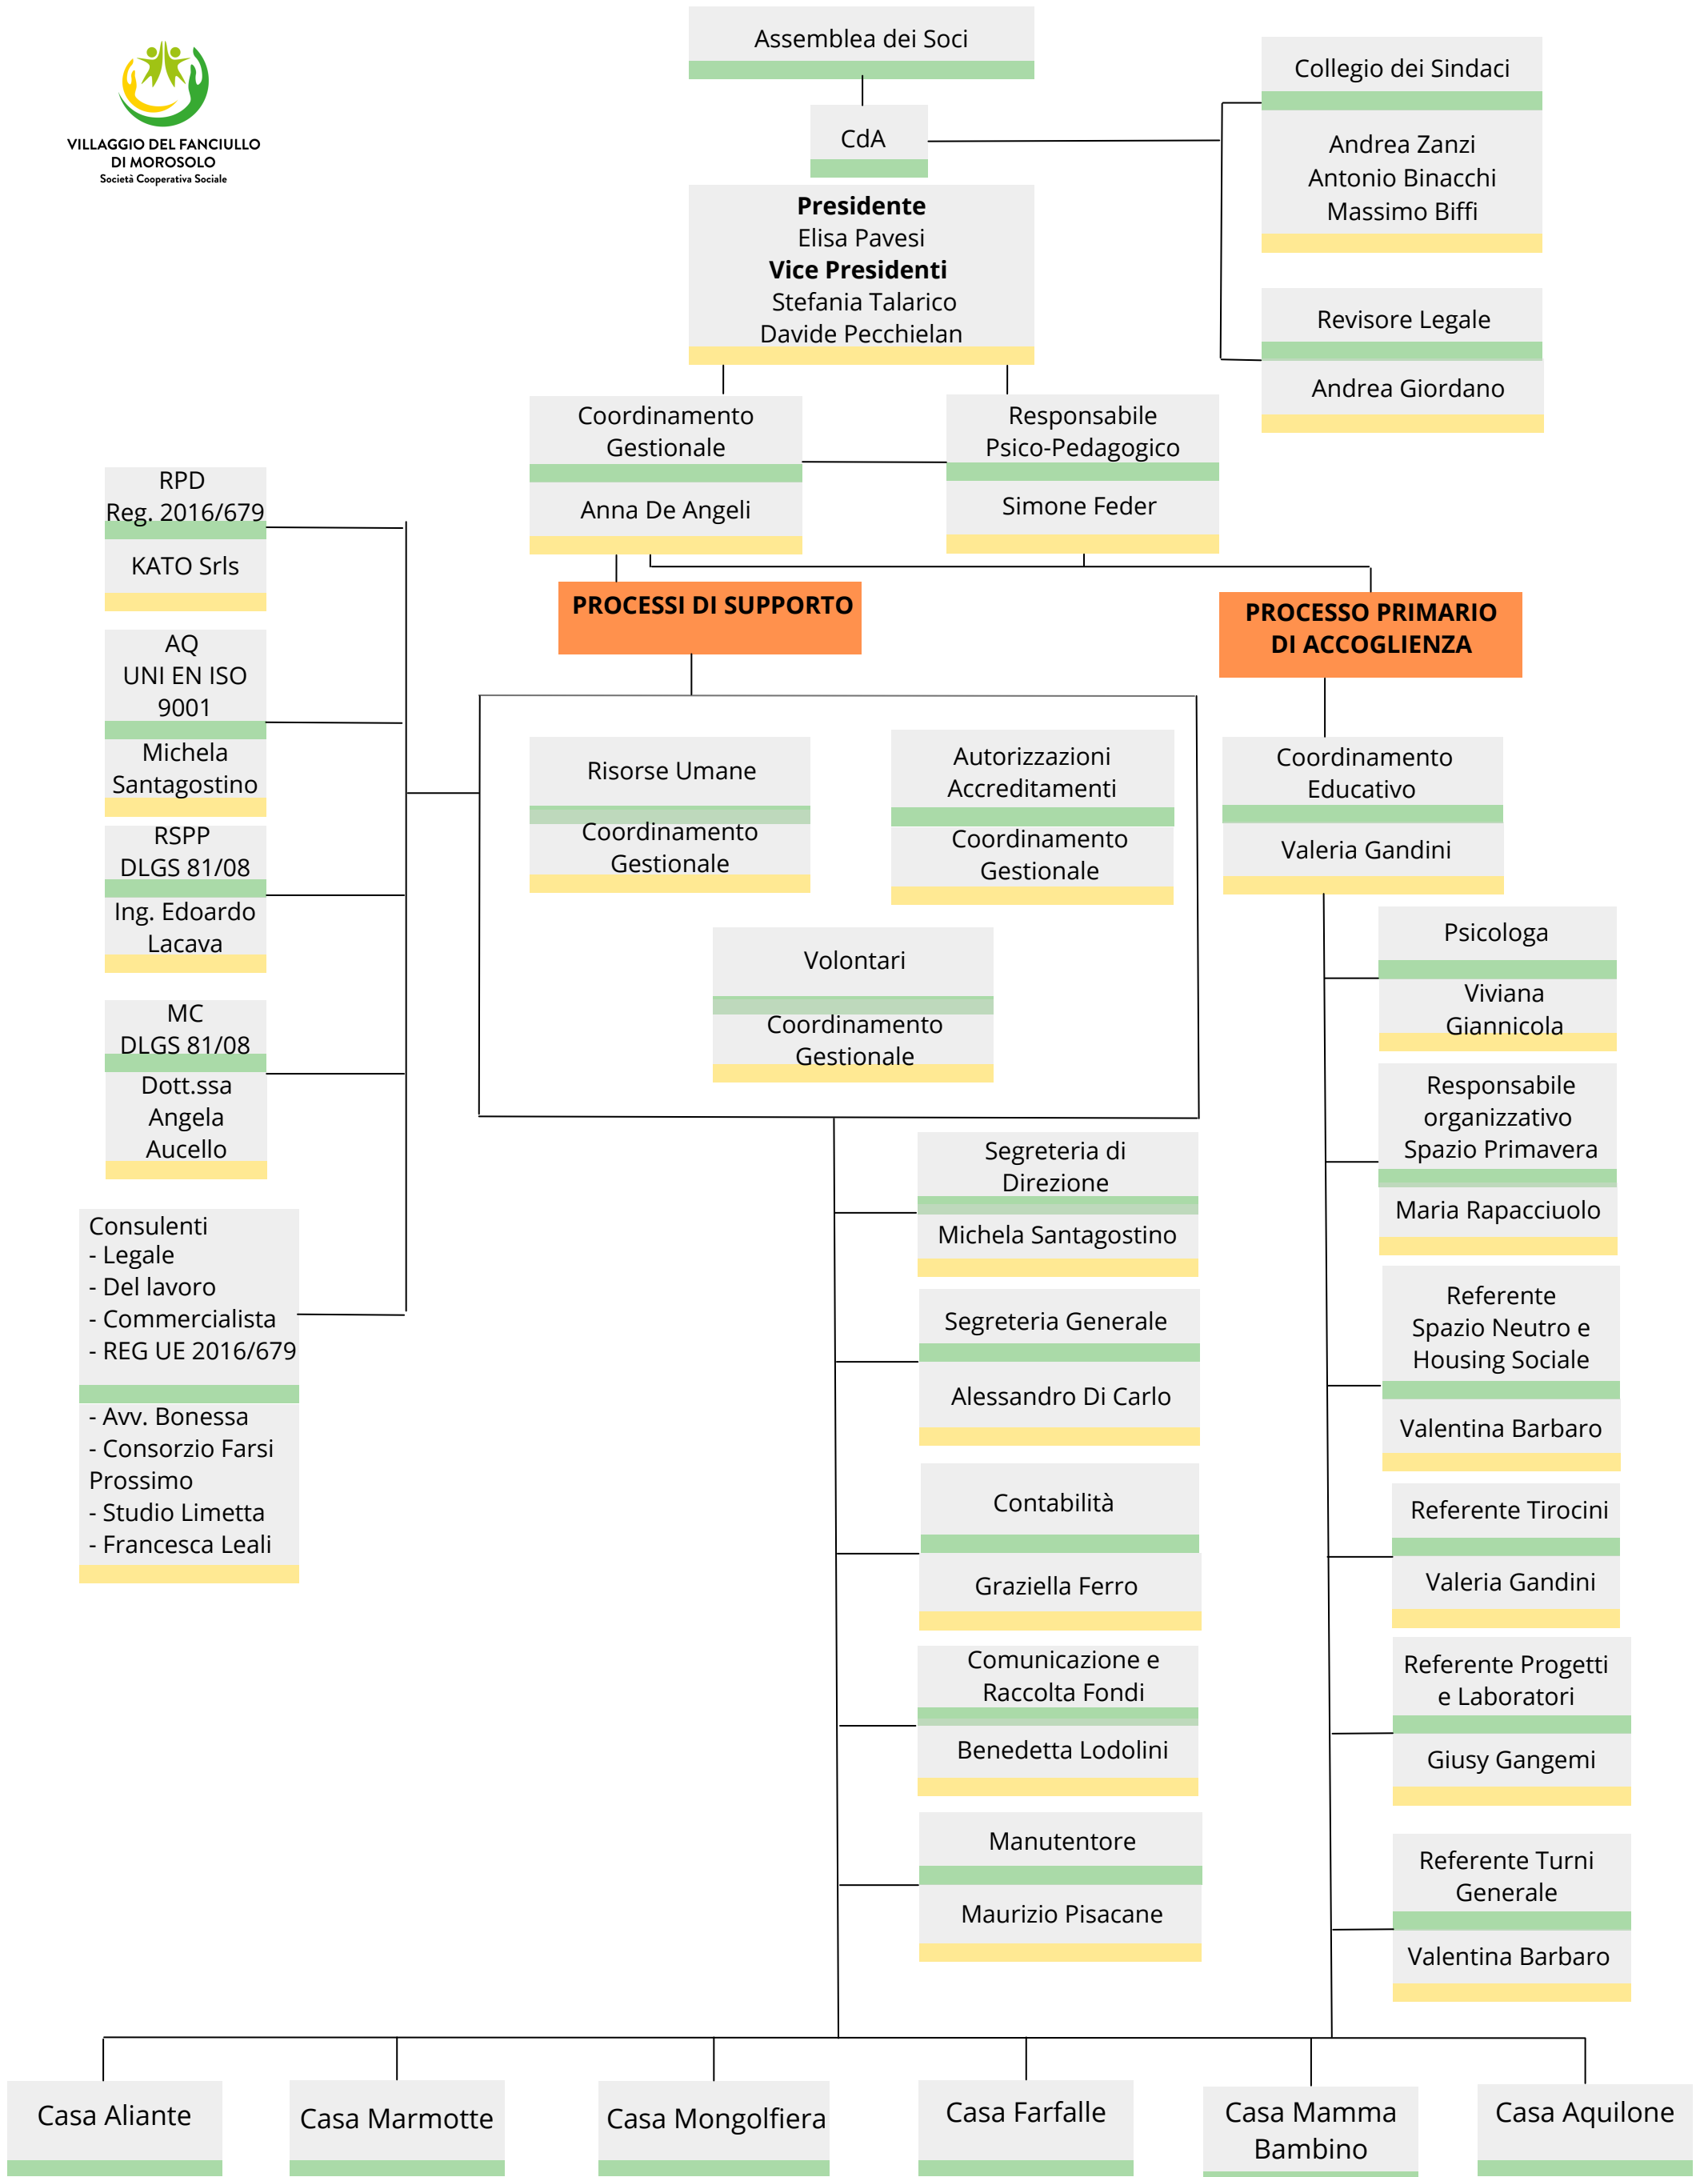 VILLAGGIO DEL FANCIULLO
DI MOROSOLO
Società Cooperativa Sociale
Assemblea dei Soci
CdA
Presidente
Elisa Pavesi
Vice Presidenti
Stefania Talarico
Davide Pecchielan
Collegio dei Sindaci
Andrea Zanzi
Antonio Binacchi
Massimo Biffi
Revisore Legale
Andrea Giordano
Coordinamento
Gestionale
Anna De Angeli
Responsabile
Psico-Pedagogico
Simone Feder
RPD
Reg. 2016/679
KATO Srls
AQ
UNI EN ISO
9001
Michela
Santagostino
RSPP
DLGS 81/08
Ing. Edoardo
Lacava
MC
DLGS 81/08
Dott.ssa
Angela
Aucello
Consulenti
- Legale
- Del lavoro
- Commercialista
- REG UE 2016/679
- Avv. Bonessa
- Consorzio Farsi
Prossimo
- Studio Limetta
- Francesca Leali
PROCESSI DI SUPPORTO
Risorse Umane
Coordinamento
Gestionale
Autorizzazioni
Accreditamenti
Coordinamento
Gestionale
Volontari
Coordinamento
Gestionale
Segreteria di
Direzione
Michela Santagostino
Segreteria Generale
Alessandro Di Carlo
Contabilità
Graziella Ferro
Comunicazione e
Raccolta Fondi
Benedetta Lodolini
Manutentore
Maurizio Pisacane
PROCESSO PRIMARIO
DI ACCOGLIENZA
Coordinamento
Educativo
Valeria Gandini
Psicologa
Viviana
Giannicola
Responsabile
organizzativo
Spazio Primavera
Maria Rapacciuolo
Referente
Spazio Neutro e
Housing Sociale
Valentina Barbaro
Referente Tirocini
Valeria Gandini
Referente Progetti
e Laboratori
Giusy Gangemi
Referente Turni
Generale
Valentina Barbaro
Casa Aliante
Casa Marmotte
Casa Mongolfiera
Casa Farfalle
Casa Mamma
Bambino
Casa Aquilone